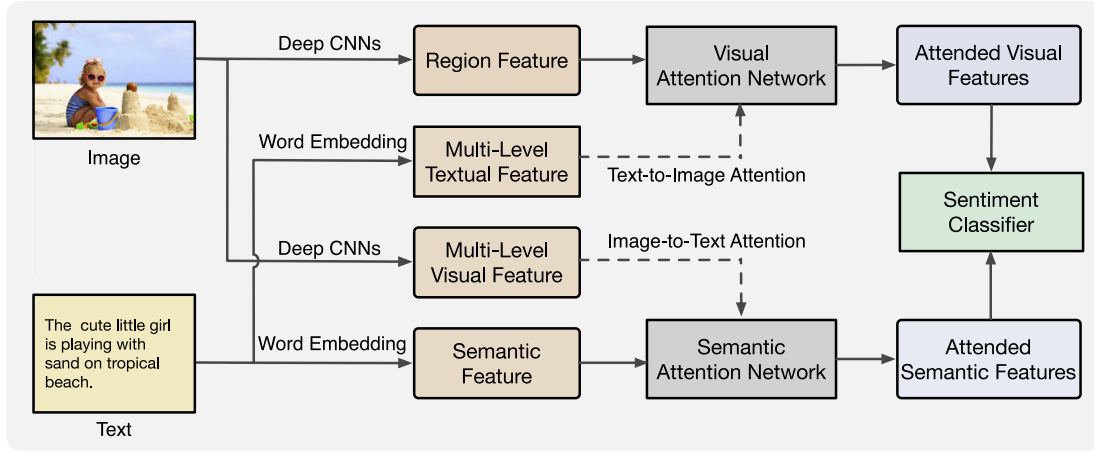 Image
The cute little girl
is playing with
sand on tropical
beach.
Text
Deep CNNs
Word Embedding
Deep CNNs
Word Embedding
Region Feature
Multi-Level
Textual Feature
Multi-Level
Visual Feature
Semantic
Feature
Text-to-Image Attention
Image-to-Text Attention
Visual
Attention Network
Semantic
Attention Network
Attended Visual
Features
Sentiment
Classifier
Attended
Semantic Features